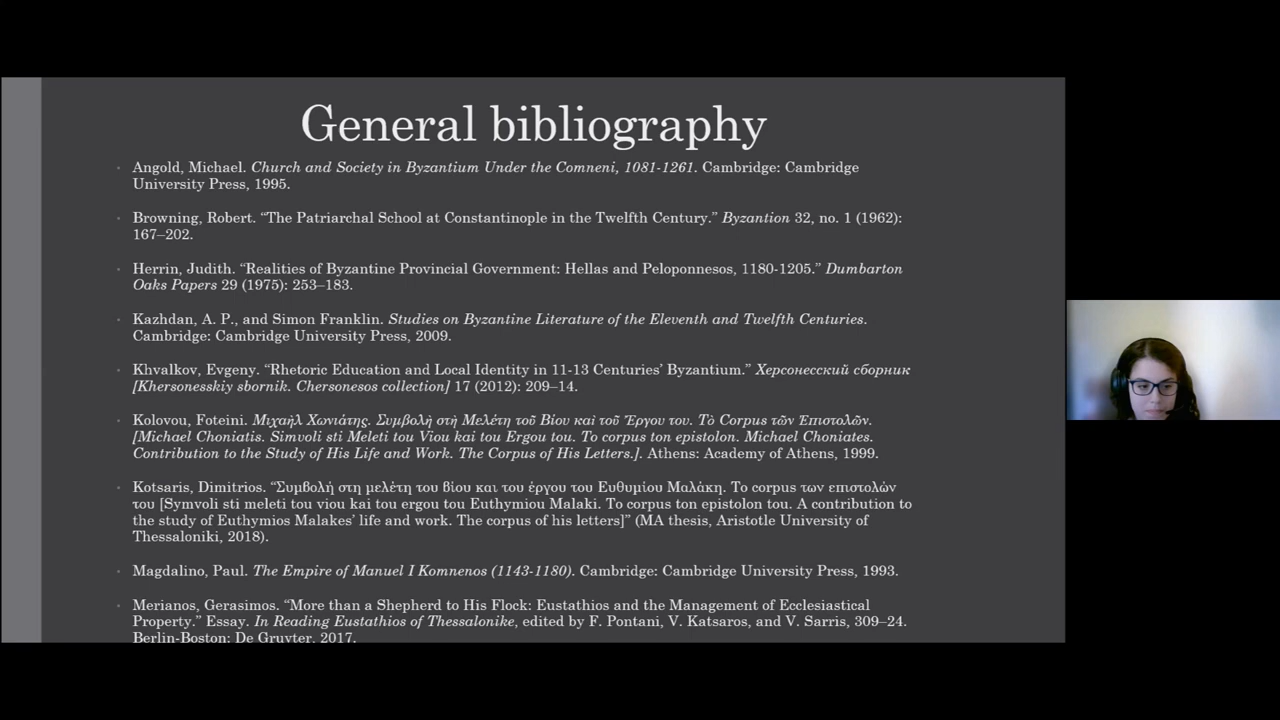 General bibliography
Angold, Michael. Church and Society in Byzantium Under the Comneni, 1081-1261. Cambridge: Cambridge
University Press, 1995.
Browning, Robert. “The Patriarchal School at Constantinople in the Twelfth Century.” Byzantion 32, no. 1 (1962):
167–202.
Herrin, Judith. “Realities of Byzantine Provincial Government: Hellas and Peloponnesos, 1180-1205.” Dumbarton
Oaks Papers 29 (1975): 253–183.
Kazhdan, A. P., and Simon Franklin. Studies on Byzantine Literature of the Eleventh and Twelfth Centuries.
Cambridge: Cambridge University Press, 2009.
Khvalkov, Evgeny. “Rhetoric Education and Local Identity in 11-13 Centuries’ Byzantium.” Херсонесский сборник
[Khersonesskiy sbornik. Chersonesos collection] 17 (2012): 209–14.
Kolovou, Foteini. Μιχαὴλ Χωνιάτης. Συμβολὴ στὴ Μελέτη τοῦ Βίου καὶ τοῦ Ἔργου του. Τὸ Corpus τῶν Ἐπιστολῶν.
[Michael Choniatis. Simvoli sti Meleti tou Viou kai tou Ergou tou. To corpus ton epistolon. Michael Choniates.
Contribution to the Study of His Life and Work. The Corpus of His Letters.]. Athens: Academy of Athens, 1999.
Kotsaris, Dimitrios. “Συμβολή στη μελέτη του βίου και του έργου του Ευθυμίου Μαλάκη. Το corpus των επιστολών
του [Symvoli sti meleti tou viou kai tou ergou tou Euthymiou Malaki. To corpus ton epistolon tou. A contribution to
the study of Euthymios Malakes’ life and work. The corpus of his letters]” (MA thesis, Aristotle University of
Thessaloniki, 2018).
Magdalino, Paul. The Empire of Manuel I Komnenos (1143-1180). Cambridge: Cambridge University Press, 1993.
Merianos, Gerasimos. “More than a Shepherd to His Flock: Eustathios and the Management of Ecclesiastical
Property.” Essay. In Reading Eustathios of Thessalonike, edited by F. Pontani, V. Katsaros, and V. Sarris, 309–24.
Berlin-Boston: De Gruyter, 2017.